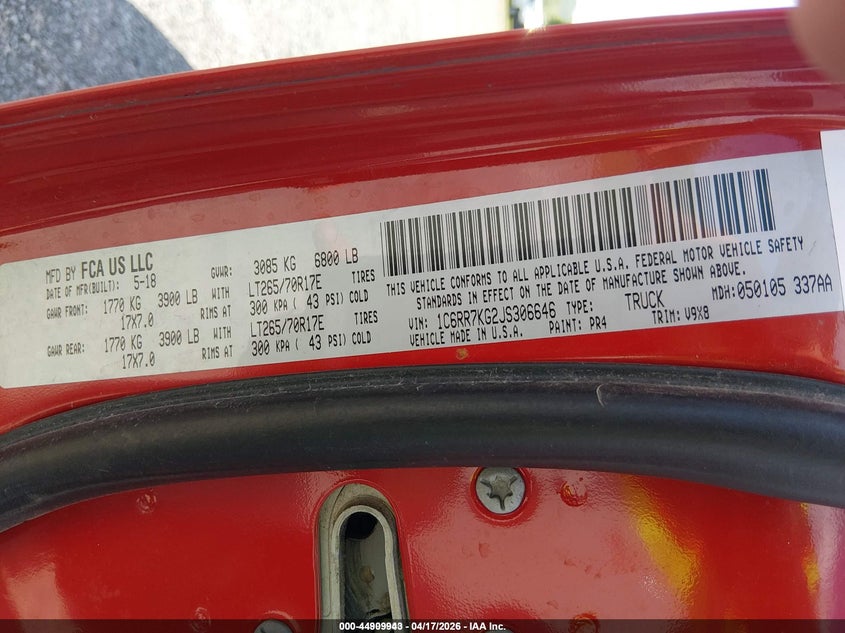 MFD BY FCA US LLC
DATE OF MFR(BUILT): 5-18 GVWR: 3085 KG 6800 LB
GAWR FRONT: 1770 KG 3900 LB WITH LT265/70R17E TIRES
17X7.0 RIMS AT 300 KPA ( 43 PSI) COLD
GAWR REAR: 1770 KG 3900 LB WITH LT265/70R17E TIRES
17X7.0 RIMS AT 300 KPA ( 43 PSI) COLD
THIS VEHICLE CONFORMS TO ALL APPLICABLE U.S.A. FEDERAL MOTOR VEHICLE SAFETY
STANDARDS IN EFFECT ON THE DATE OF MANUFACTURE SHOWN ABOVE.
VIN: 1C6RR7KG2JS306646 TYPE: TRUCK MDH:050105 337AA
VEHICLE MADE IN U.S.A. PAINT: PR4 TRIM: V9X8
000-44909943 - 04/17/2026 - IAA Inc.